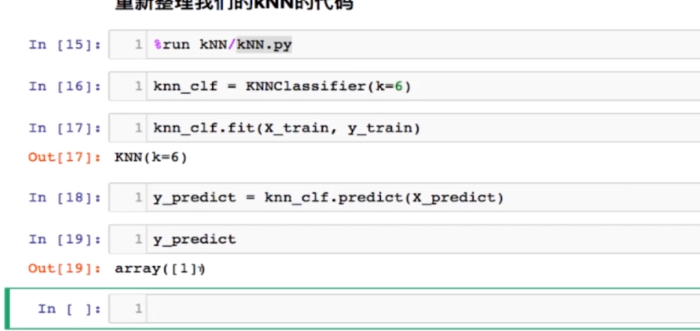 重新整理我们的kNN的代码
In [15]: 1 %run kNN/kNN.py
In [16]: 1 knn_clf = KNNClassifier(k=6)
In [17]: 1 knn_clf.fit(X_train, y_train)
Out[17]: KNN(k=6)
In [18]: 1 y_predict = knn_clf.predict(X_predict)
In [19]: 1 y_predict
Out[19]: array([1])
In [ ]: 1